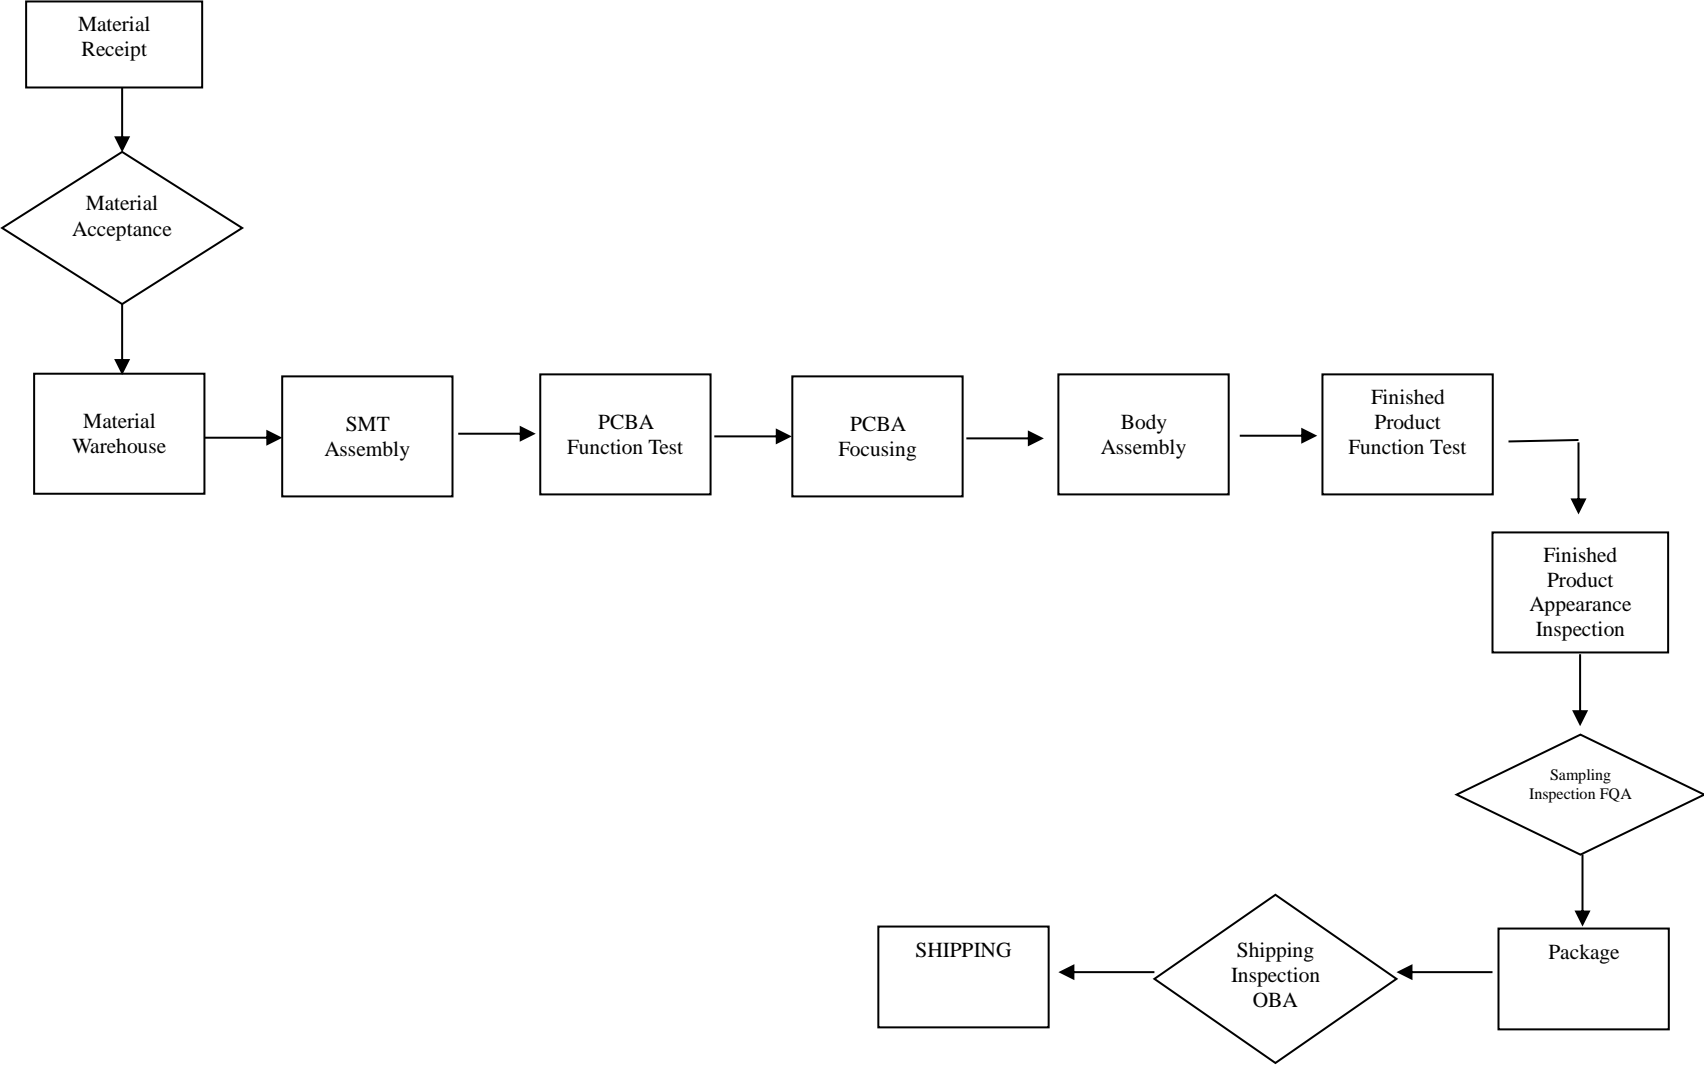 Material
Receipt
Material
Acceptance
Material
Warehouse
SMT
Assembly
PCBA
Function Test
PCBA
Focusing
Body
Assembly
Finished
Product
Function Test
Finished
Product
Appearance
Inspection
Sampling
Inspection FQA
Package
Shipping
Inspection
OBA
SHIPPING